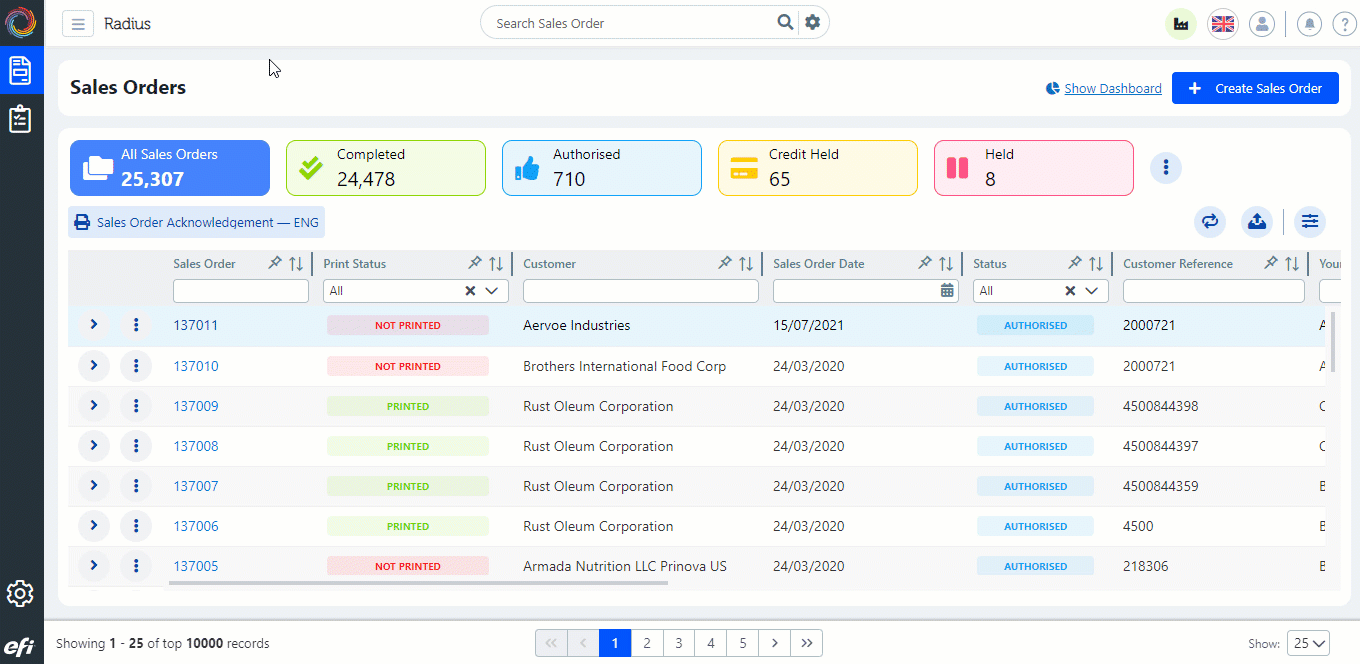 Radius
Search Sales Order
?
Sales Orders
Show Dashboard
+ Create Sales Order
All Sales Orders
25,307
Completed
24,478
Authorised
710
Credit Held
65
Held
8
Sales Order Acknowledgement — ENG
Sales Order Print Status Customer Sales Order Date Status Customer Reference You
All All
137011 NOT PRINTED Aervoe Industries 15/07/2021 AUTHORISED 2000721 A
137010 NOT PRINTED Brothers International Food Corp 24/03/2020 AUTHORISED 2000721 A
137009 PRINTED Rust Oleum Corporation 24/03/2020 AUTHORISED 4500844398 C
137008 PRINTED Rust Oleum Corporation 24/03/2020 AUTHORISED 4500844397 C
137007 PRINTED Rust Oleum Corporation 24/03/2020 AUTHORISED 4500844359 B
137006 PRINTED Rust Oleum Corporation 24/03/2020 AUTHORISED 4500 B
137005 NOT PRINTED Armada Nutrition LLC Prinova US 24/03/2020 AUTHORISED 218306 B
efi
Showing 1 - 25 of top 10000 records
« ‹ 1 2 3 4 5 › »
Show: 25